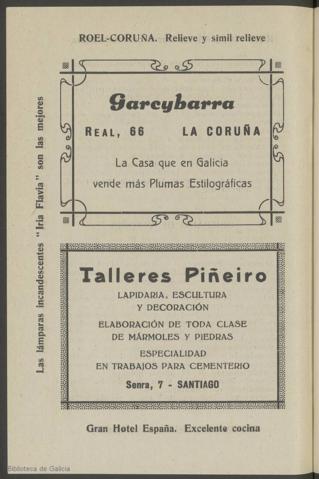 ROEL-CORUÑA. Relieve y simil relieve
Las lámparas incandescentes "Iria Flavia" son las mejores
Garcybarra
REAL, 66 LA CORUÑA
La Casa que en Galicia
vende más Plumas Estilográficas
Talleres Piñeiro
LAPIDARIA, ESCULTURA
Y DECORACIÓN
ELABORACIÓN DE TODA CLASE
DE MÁRMOLES Y PIEDRAS
ESPECIALIDAD
EN TRABAJOS PARA CEMENTERIO
Senra, 7 - SANTIAGO
Gran Hotel España. Excelente cocina
Biblioteca de Galicia